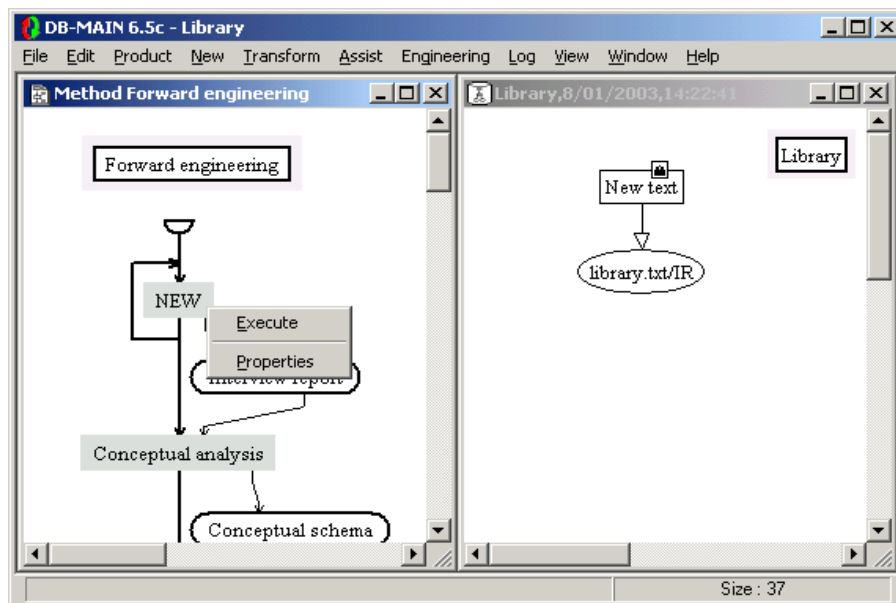 DB-MAIN 6.5c - Library
File Edit Product New Transform Assist Engineering Log View Window Help
Method Forward engineering
Forward engineering
NEW
Execute
Properties
Interview report
Conceptual analysis
Conceptual schema
Library,8/01/2003,14:22:41
Library
New text
library.txt/IR
Size : 37